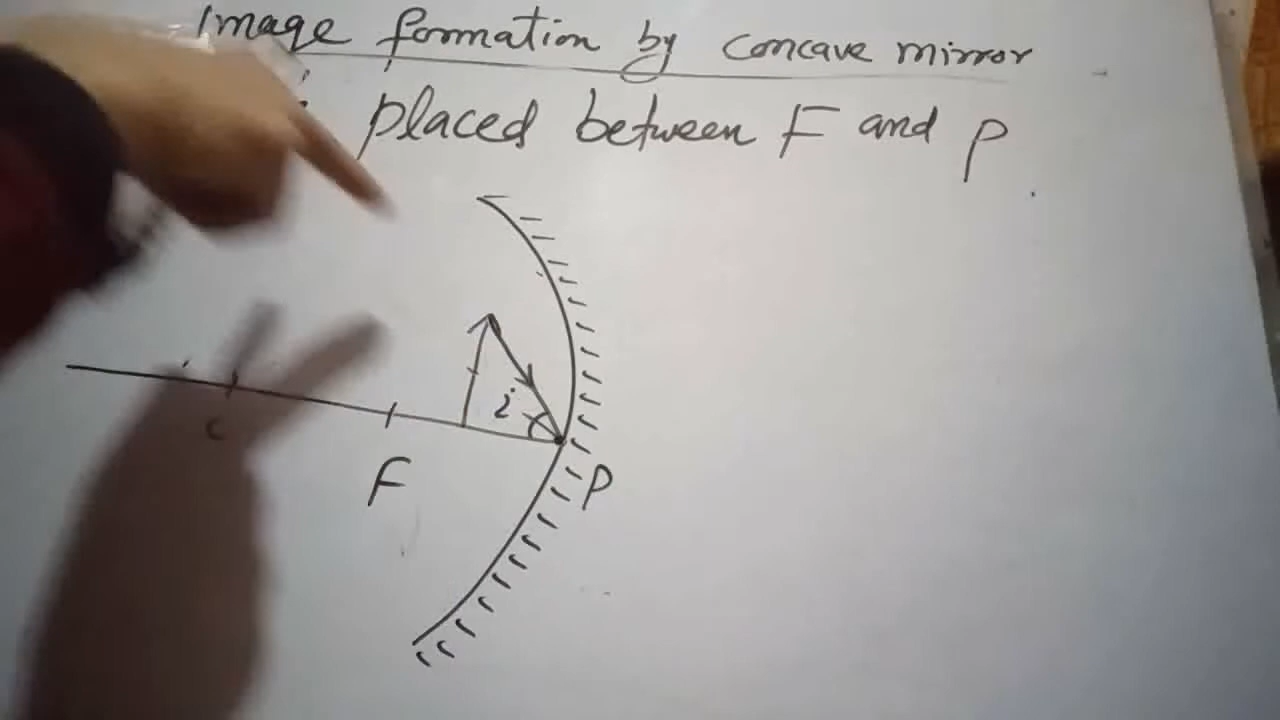 Image formation by concave mirror
placed between F and P
i
C
F
P